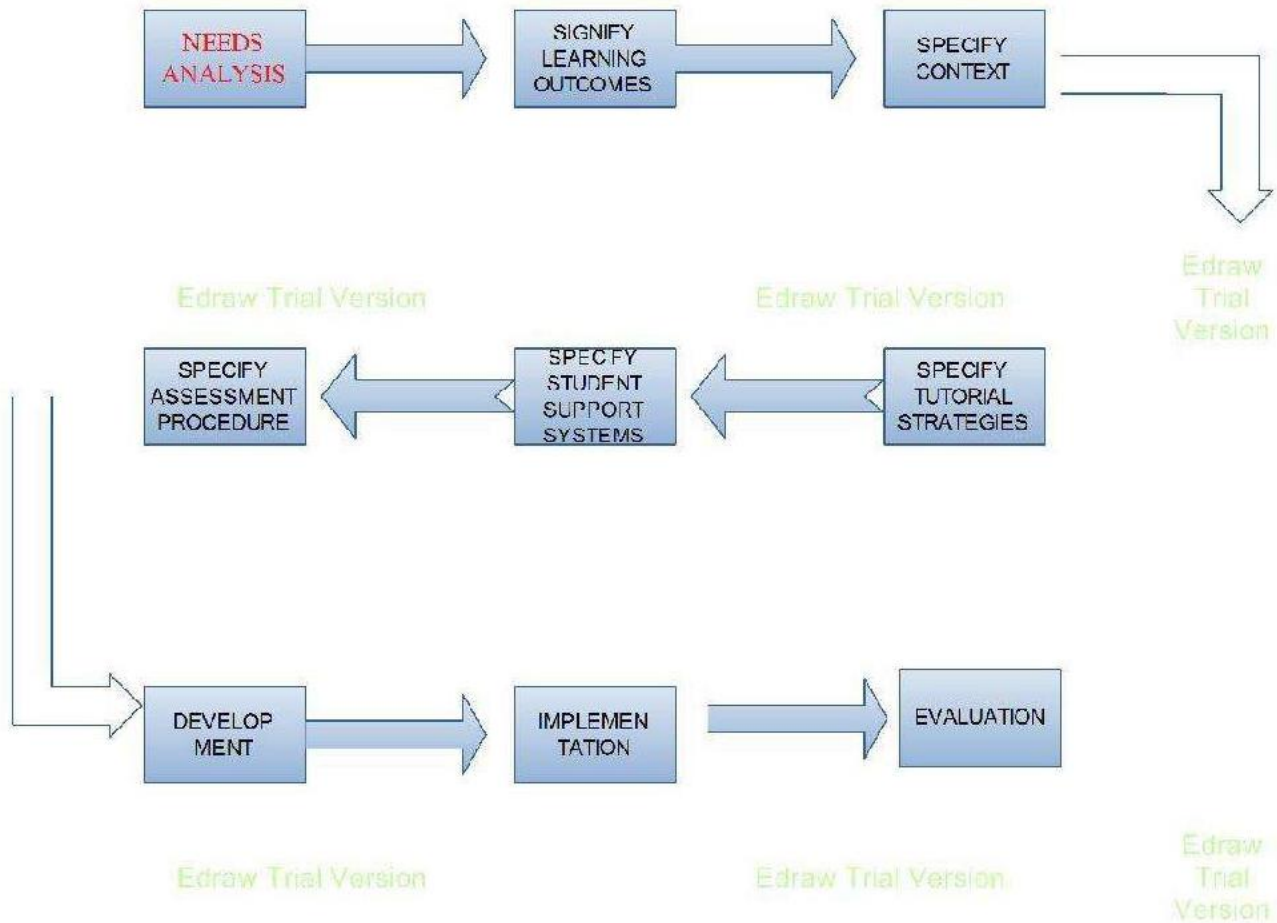 NEEDS
ANALYSIS
SIGNIFY
LEARNING
OUTCOMES
SPECIFY
CONTEXT
Edraw Trial Version
Edraw Trial Version
Edraw
Trial
Version
SPECIFY
ASSESSMENT
PROCEDURE
SPECIFY
STUDENT
SUPPORT
SYSTEMS
SPECIFY
TUTORIAL
STRATEGIES
DEVELOP
MENT
IMPLEMEN
TATION
EVALUATION
Edraw Trial Version
Edraw Trial Version
Edraw
Trial
Version